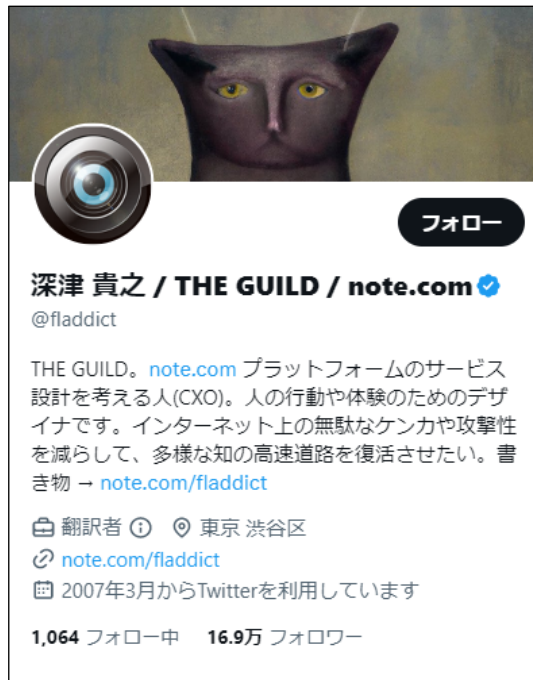 フォロー
深津 貴之 / THE GUILD / note.com
@fladdict
THE GUILD。note.com プラットフォームのサービス
設計を考える人(CXO)。人の行動や体験のためのデザ
イナです。インターネット上の無駄なケンカや攻撃性
を減らして、多様な知の高速道路を復活させたい。書
き物 → note.com/fladdict
翻訳者 東京 渋谷区
note.com/fladdict
2007年3月からTwitterを利用しています
1,064 フォロー中 16.9万 フォロワー